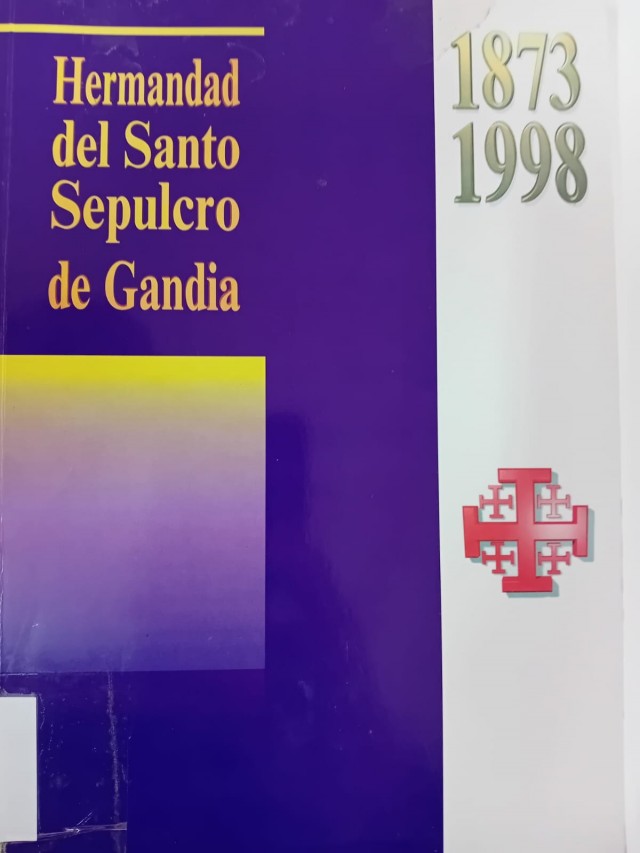 Hermandad
del Santo
Sepulcro
de Gandia
1873
1998